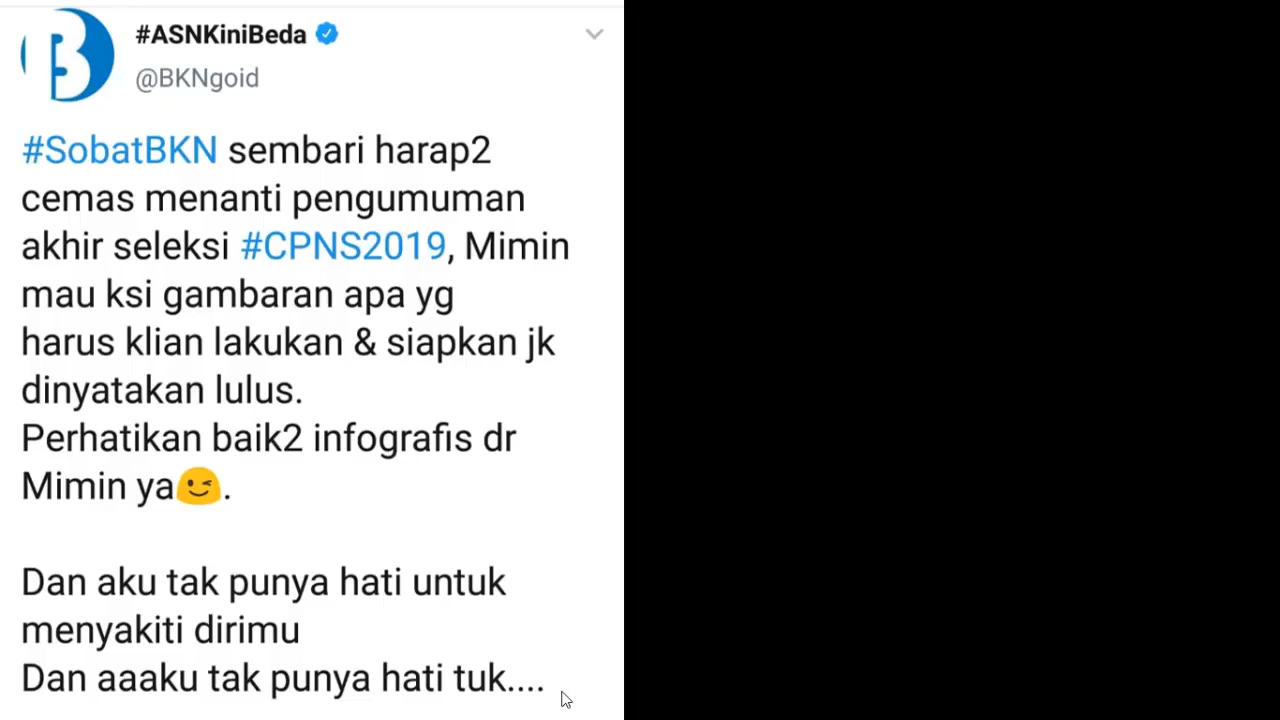 #ASNKiniBeda
@BKNgoid
#SobatBKN sembari harap2
cemas menanti pengumuman
akhir seleksi #CPNS2019, Mimin
mau ksi gambaran apa yg
harus klian lakukan & siapkan jk
dinyatakan lulus.
Perhatikan baik2 infografis dr
Mimin ya😉.
Dan aku tak punya hati untuk
menyakiti dirimu
Dan aaaku tak punya hati tuk....